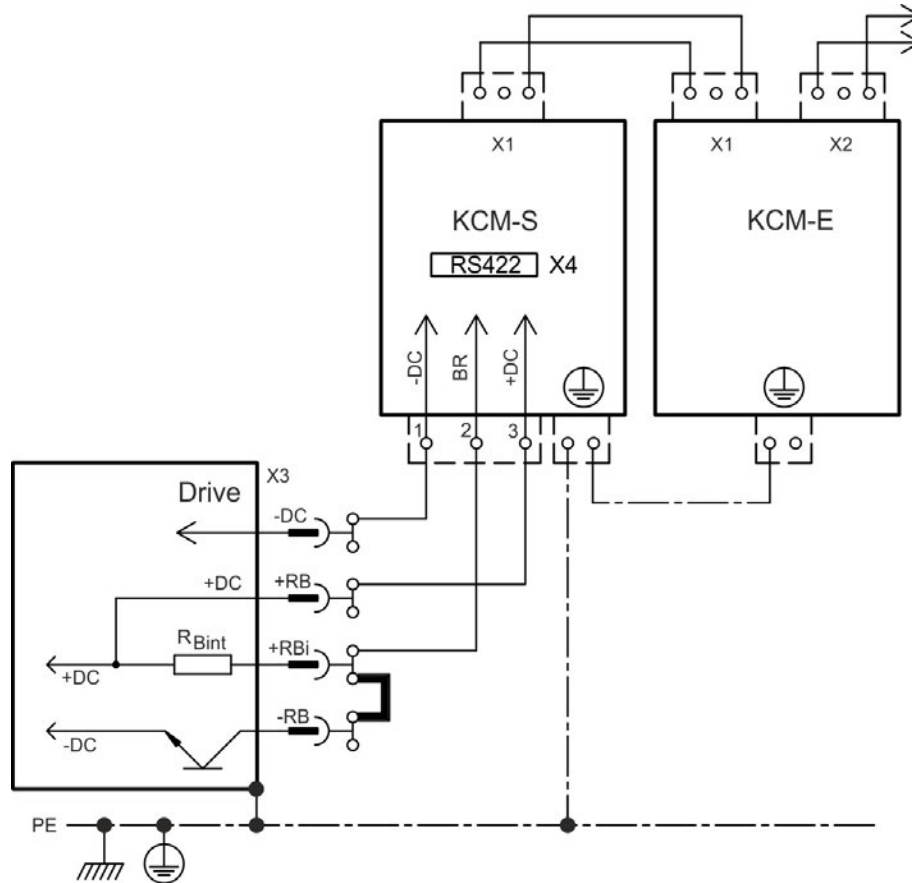 X1
X1
X2
KCM-S
KCM-E
RS422
X4
-DC
BR
+DC
1
2
3
X3
Drive
-DC
+DC
+RB
RBint
+RBi
+DC
-RB
-DC
PE